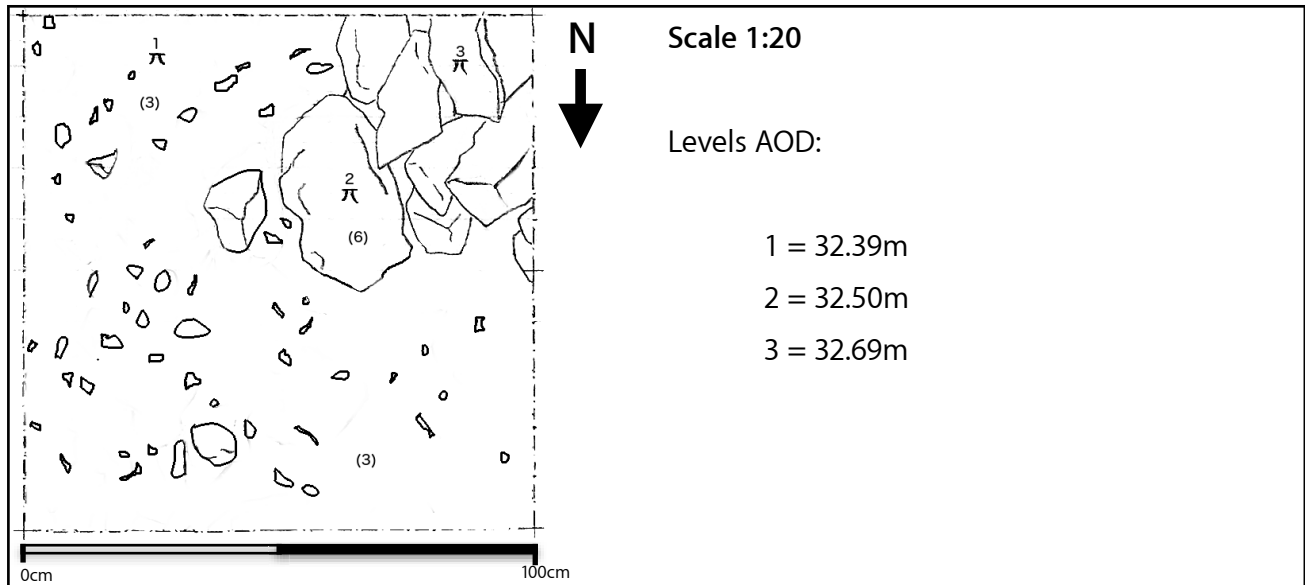 1
(3)
3
2
(6)
(3)
0cm
100cm
N
Scale 1:20
Levels AOD:
1 = 32.39m
2 = 32.50m
3 = 32.69m